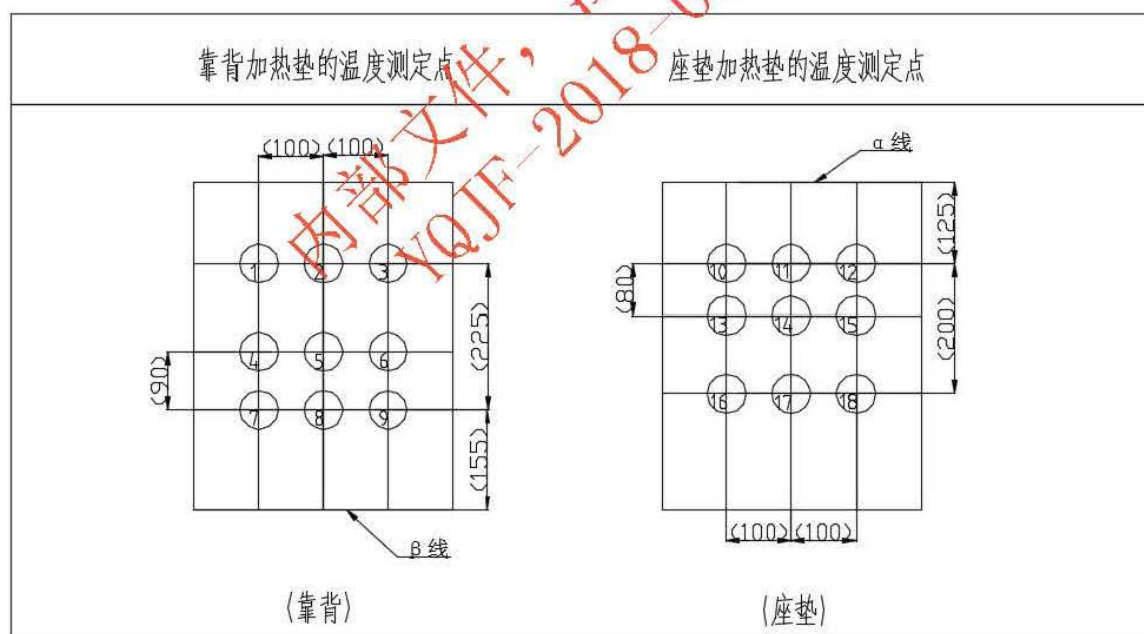 靠背加热垫的温度测定点
座垫加热垫的温度测定点
内部文件，
YQJF-2018-0
(100) (100)
1 2 3
4 5 6
7 8 9
(90)
(225)
(155)
β线
(靠背)
α线
(125)
10 11 12
13 14 15
16 17 18
(80)
(200)
(100) (100)
(座垫)